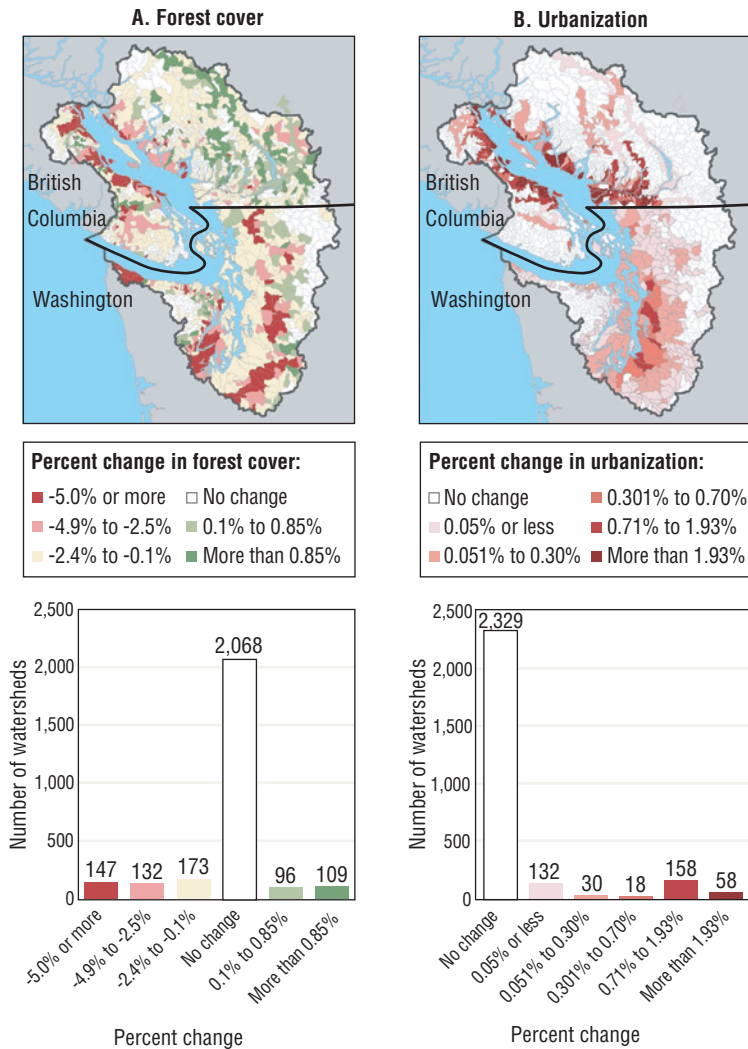 A. Forest cover
British
Columbia
Washington
Percent change in forest cover:
-5.0% or more
No change
-4.9% to -2.5%
0.1% to 0.85%
-2.4% to -0.1%
More than 0.85%
Number of watersheds
2,500
2,000
1,500
1,000
500
0
147
132
173
2,068
96
109
-5.0% or more
-4.9% to -2.5%
-2.4% to -0.1%
No change
0.1% to 0.85%
More than 0.85%
Percent change
B. Urbanization
British
Columbia
Washington
Percent change in urbanization:
No change
0.301% to 0.70%
0.05% or less
0.71% to 1.93%
0.051% to 0.30%
More than 1.93%
Number of watersheds
2,500
2,000
1,500
1,000
500
0
2,329
132
30
18
158
58
No change
0.05% or less
0.051% to 0.30%
0.301% to 0.70%
0.71% to 1.93%
More than 1.93%
Percent change